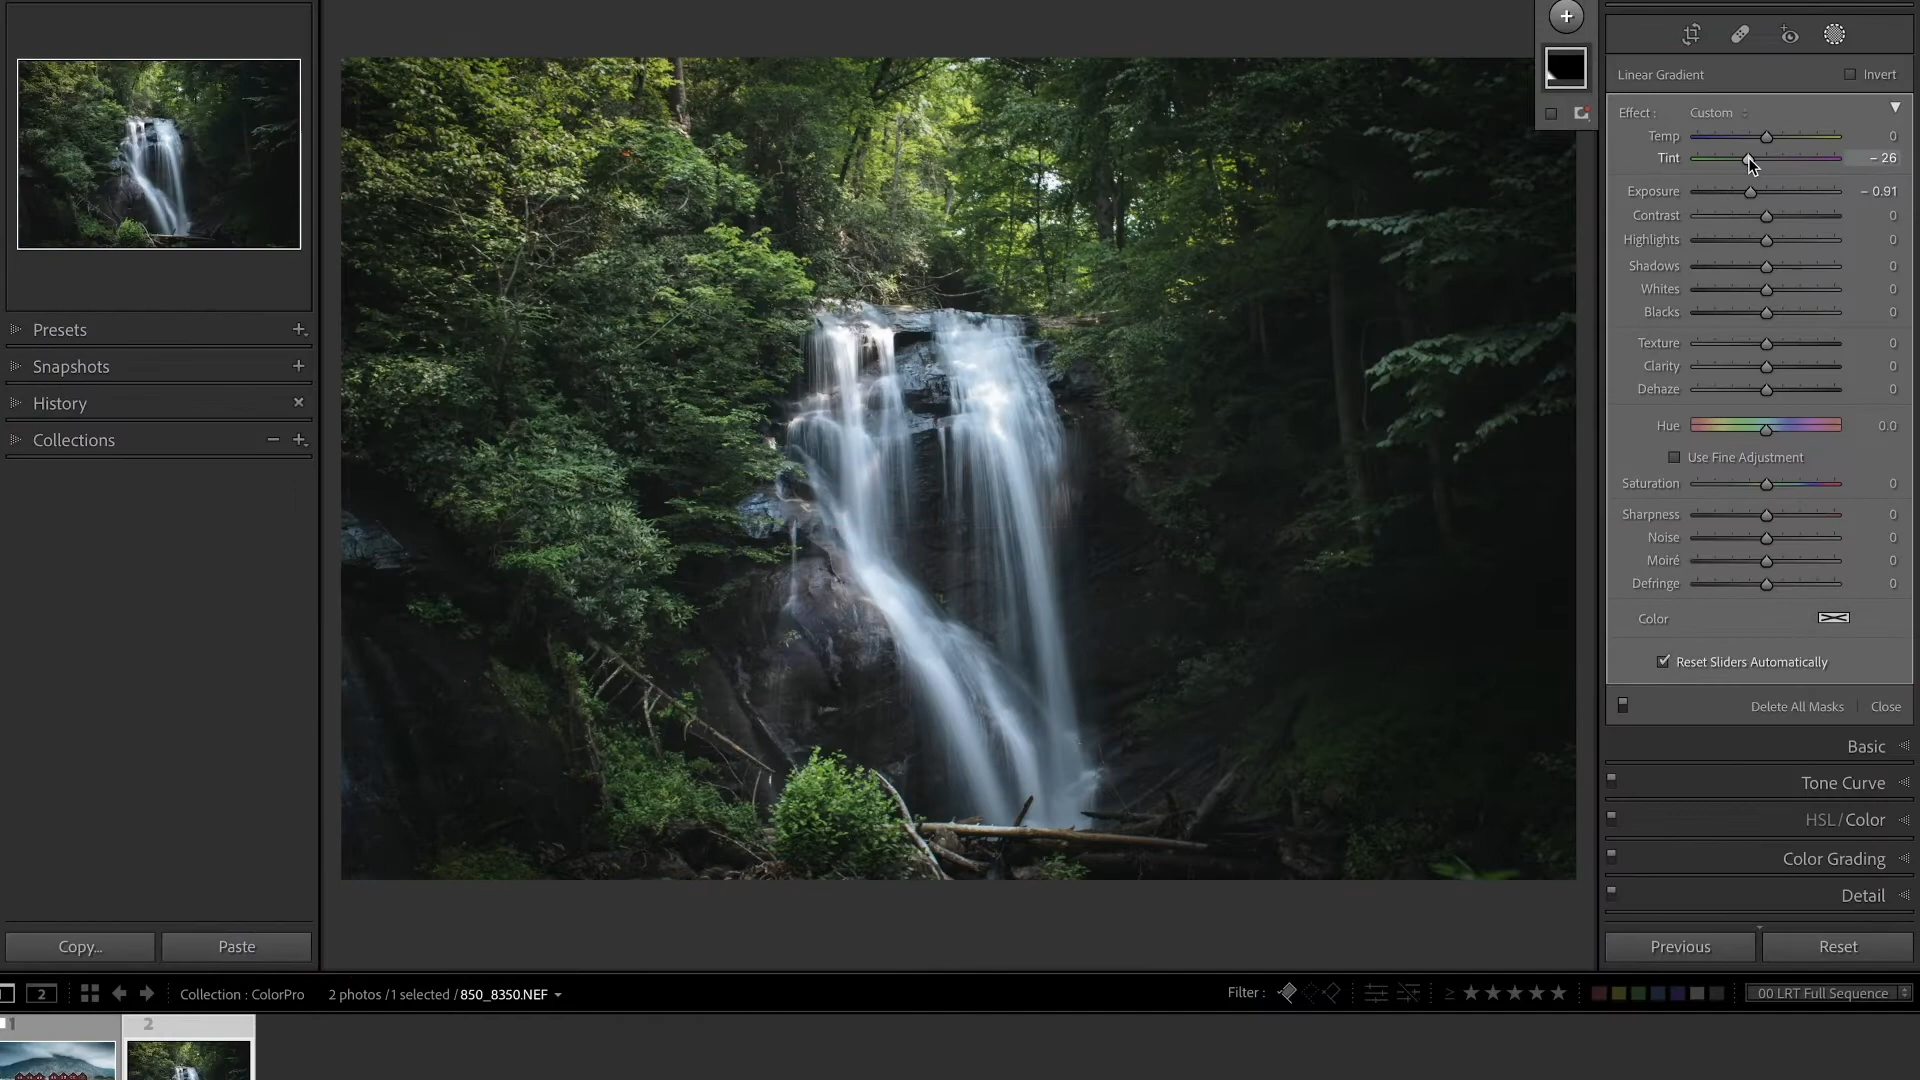 Linear Gradient Invert
Effect : Custom
Temp 0
Tint – 26
Exposure – 0.91
Contrast 0
Highlights 0
Shadows 0
Whites 0
Blacks 0
Texture 0
Clarity 0
Dehaze 0
Hue 0.0
Use Fine Adjustment
Saturation 0
Sharpness 0
Noise 0
Moiré 0
Defringe 0
Color
Reset Sliders Automatically
Delete All Masks Close
Basic
Tone Curve
HSL / Color
Color Grading
Detail
Previous Reset
Presets
Snapshots
History
Collections
Copy... Paste
2 Collection : ColorPro 2 photos / 1 selected / 850_8350.NEF Filter : ≥ 00 LRT Full Sequence
1 2